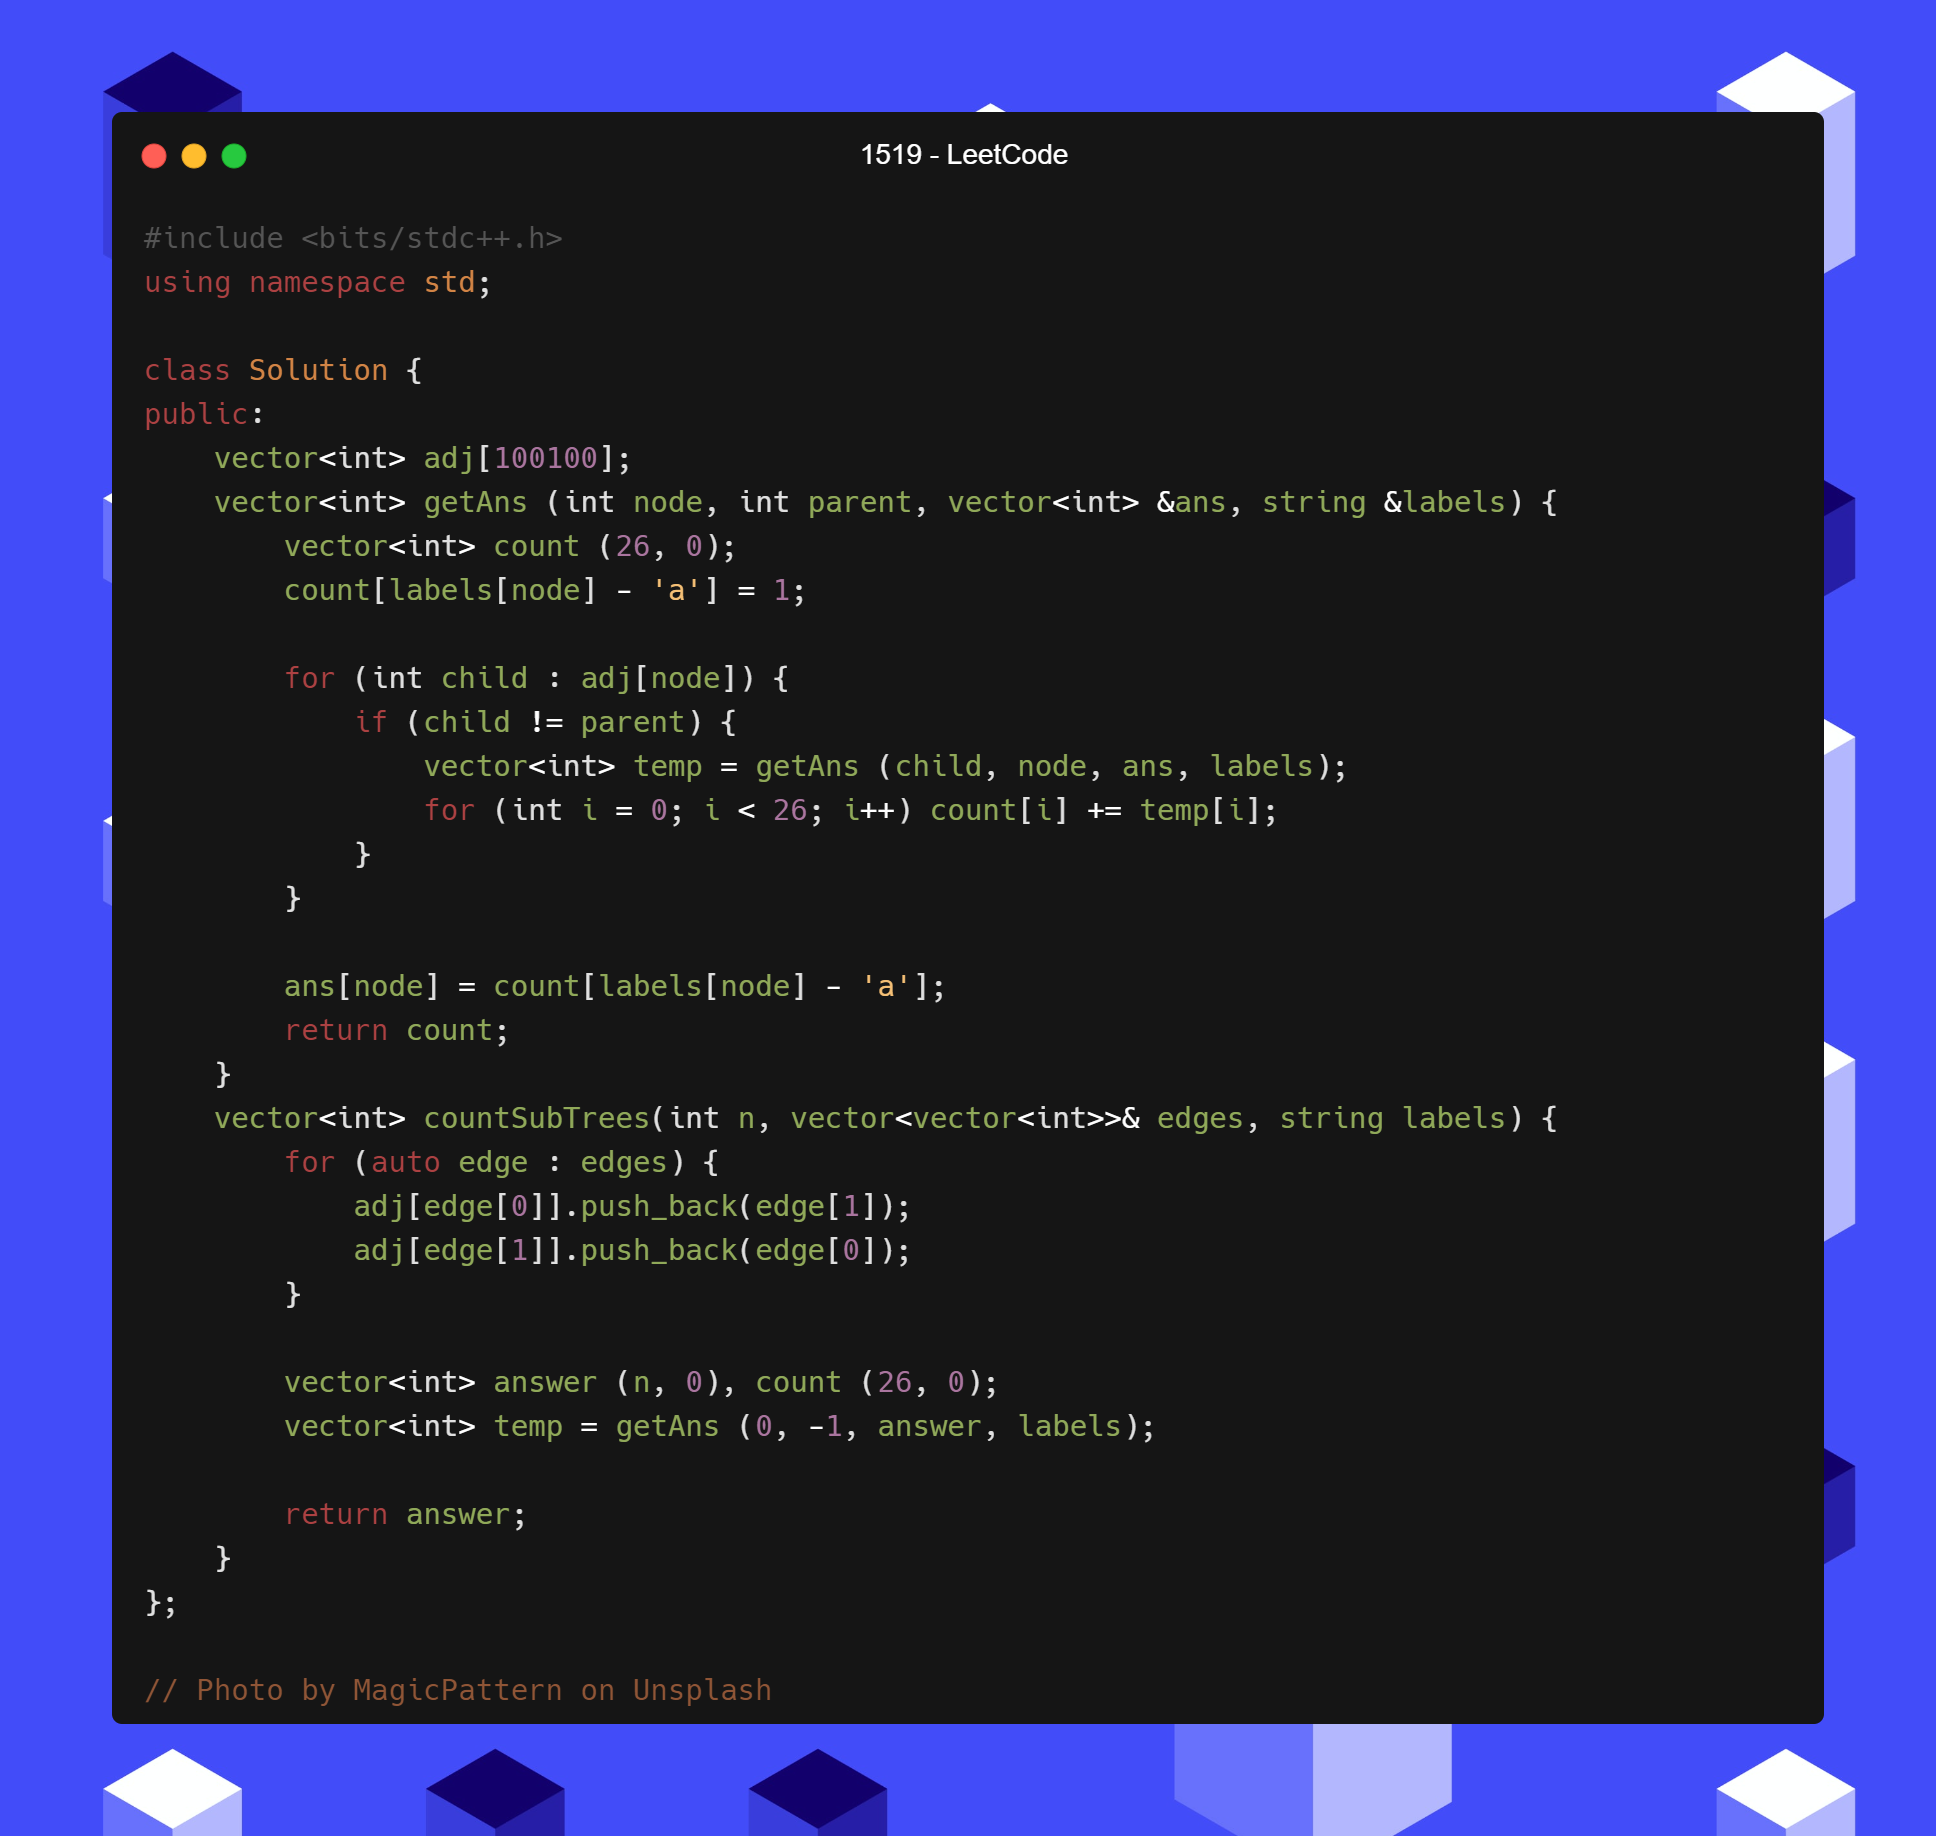 1519 - LeetCode
#include <bits/stdc++.h>
using namespace std;
class Solution {
public:
    vector<int> adj[100100];
    vector<int> getAns (int node, int parent, vector<int> &ans, string &labels) {
        vector<int> count (26, 0);
        count[labels[node] - 'a'] = 1;
        for (int child : adj[node]) {
            if (child != parent) {
                vector<int> temp = getAns (child, node, ans, labels);
                for (int i = 0; i < 26; i++) count[i] += temp[i];
            }
        }
        ans[node] = count[labels[node] - 'a'];
        return count;
    }
    vector<int> countSubTrees(int n, vector<vector<int>>& edges, string labels) {
        for (auto edge : edges) {
            adj[edge[0]].push_back(edge[1]);
            adj[edge[1]].push_back(edge[0]);
        }
        vector<int> answer (n, 0), count (26, 0);
        vector<int> temp = getAns (0, -1, answer, labels);
        return answer;
    }
};
// Photo by MagicPattern on Unsplash